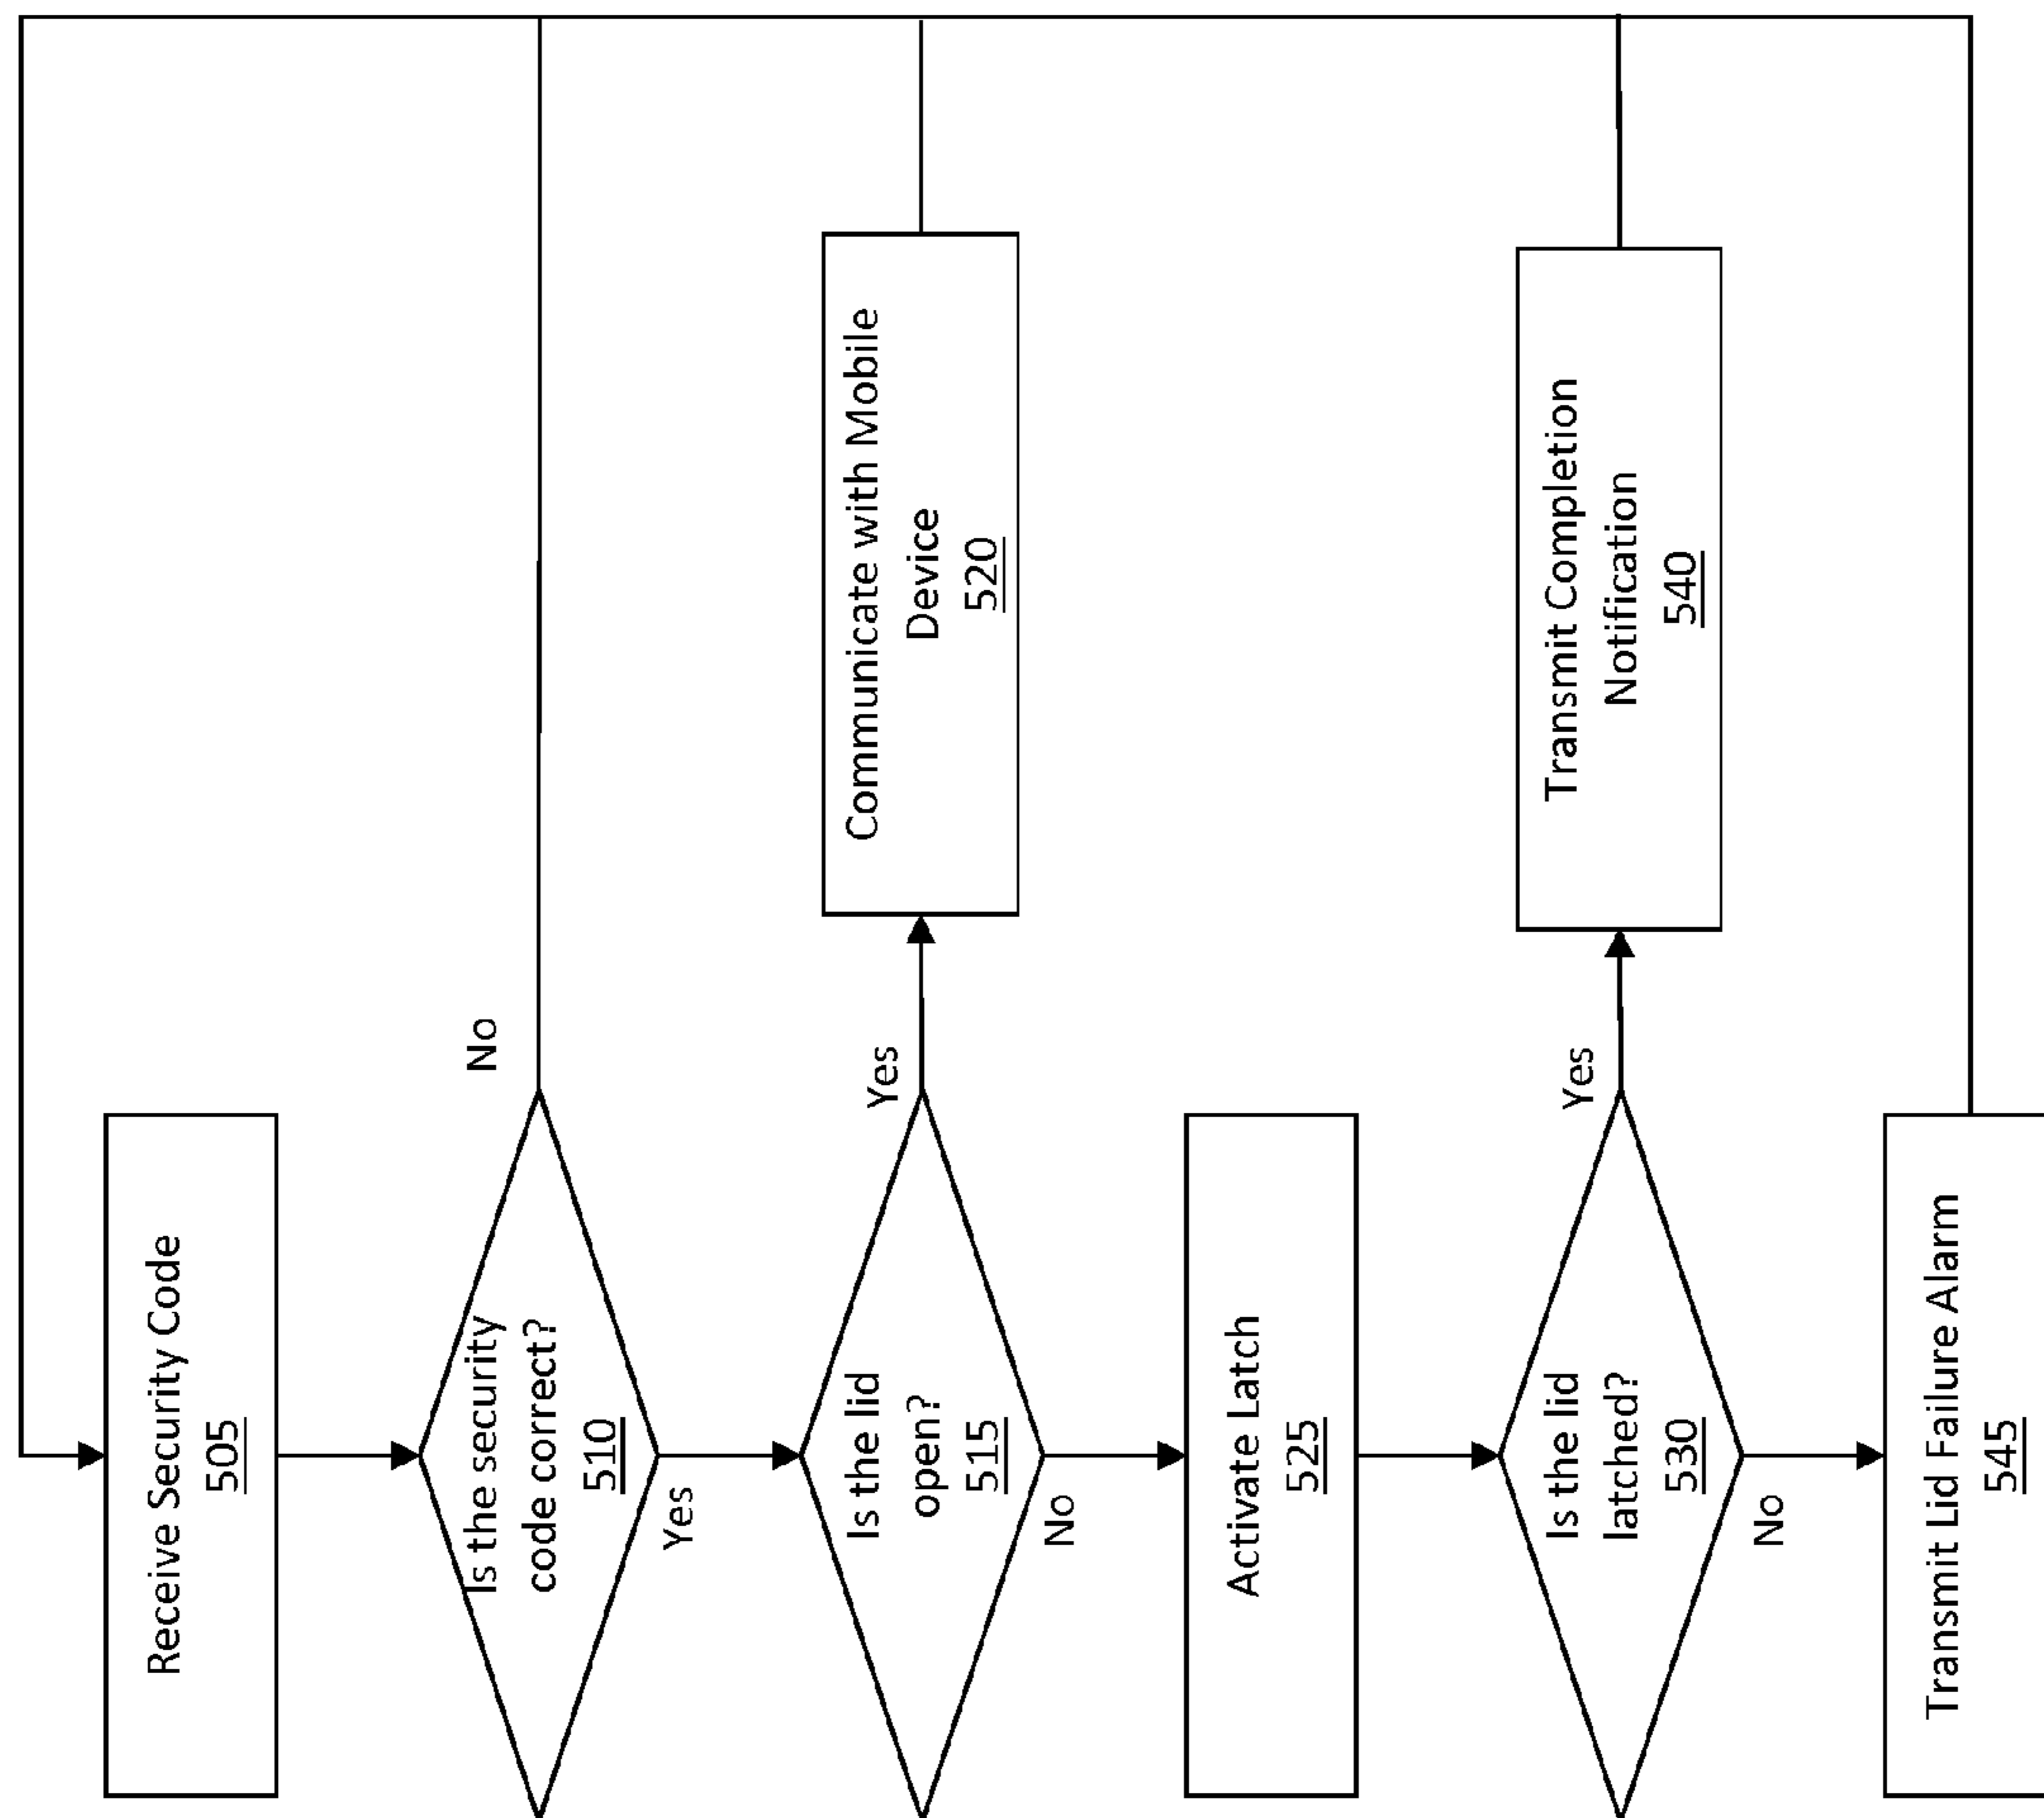 Receive Security Code
505
Is the security
code correct?
510
No
Yes
Is the lid
open?
515
Yes
No
Communicate with Mobile
Device
520
Activate Latch
525
Is the lid
latched?
530
Yes
No
Transmit Completion
Notification
540
Transmit Lid Failure Alarm
545